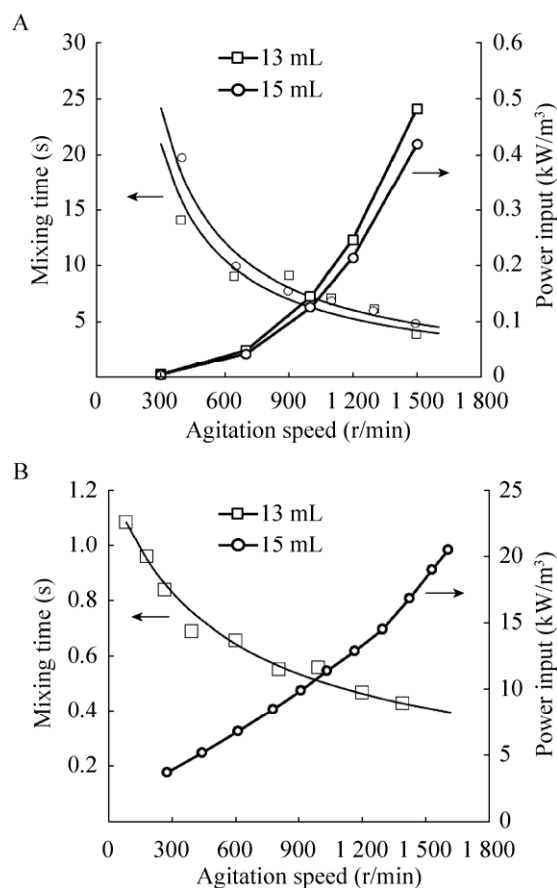 A
13 mL
15 mL
Mixing time (s)
30
25
20
15
10
5
Power input (kW/m³)
0.6
0.5
0.4
0.3
0.2
0.1
0
0 300 600 900 1 200 1 500 1 800
Agitation speed (r/min)
B
13 mL
15 mL
Mixing time (s)
1.2
1.0
0.8
0.6
0.4
0.2
Power input (kW/m³)
25
20
15
10
5
0
0 300 600 900 1 200 1 500 1 800
Agitation speed (r/min)